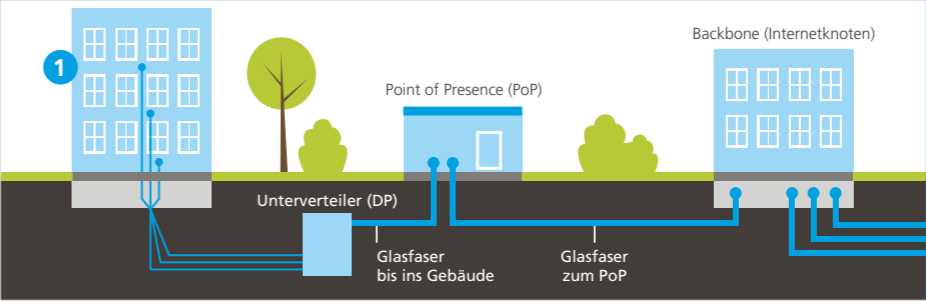 Backbone (Internetknoten)
1
Point of Presence (PoP)
Unterverteiler (DP)
Glasfaser
bis ins Gebäude
Glasfaser
zum PoP